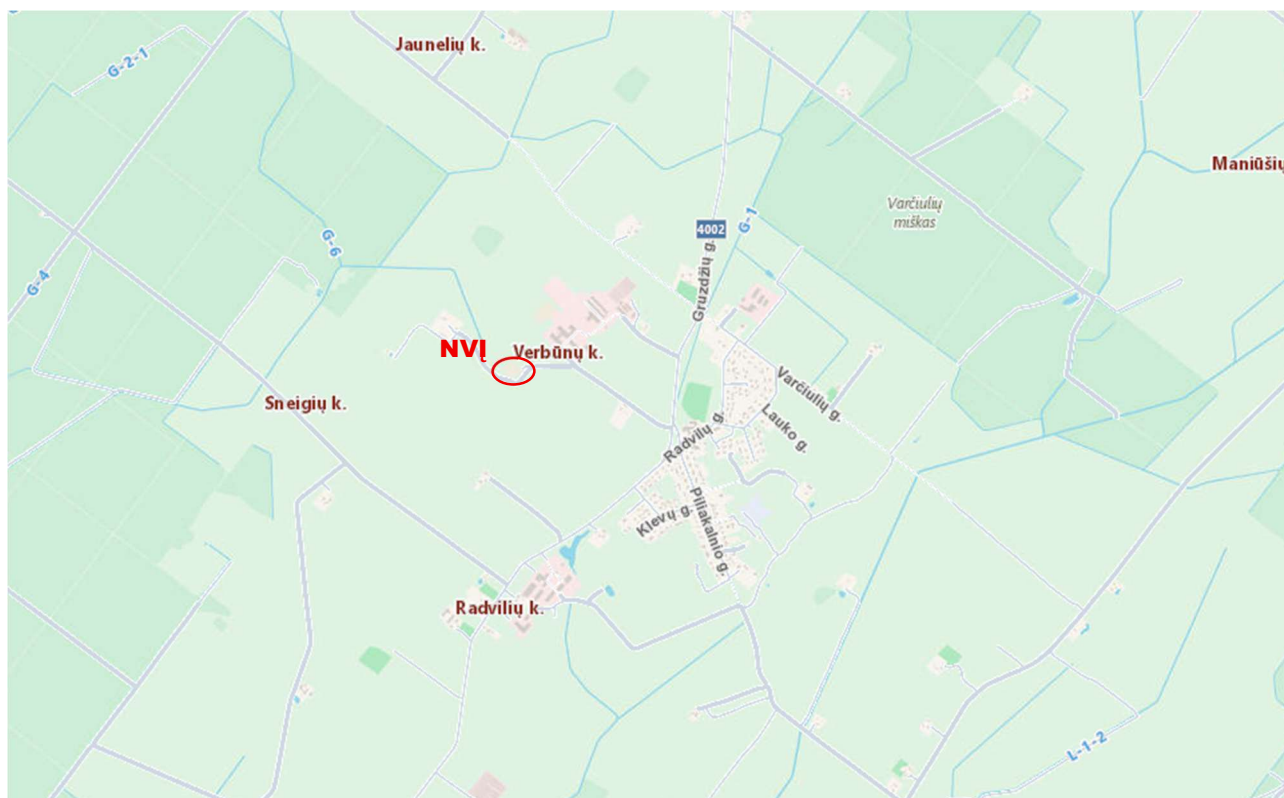 Jaunelių k.
G-2-1
Maniūšių
Varčiulių
miškas
4002
G-1
Gruzdžių g.
G-6
G-4
NVĮ
Verbūnų k.
Varčiulių g.
Sneigių k.
Lauko g.
Radvilų g.
Piliakalnio g.
Klevų g.
Radvilių k.
L-1-2